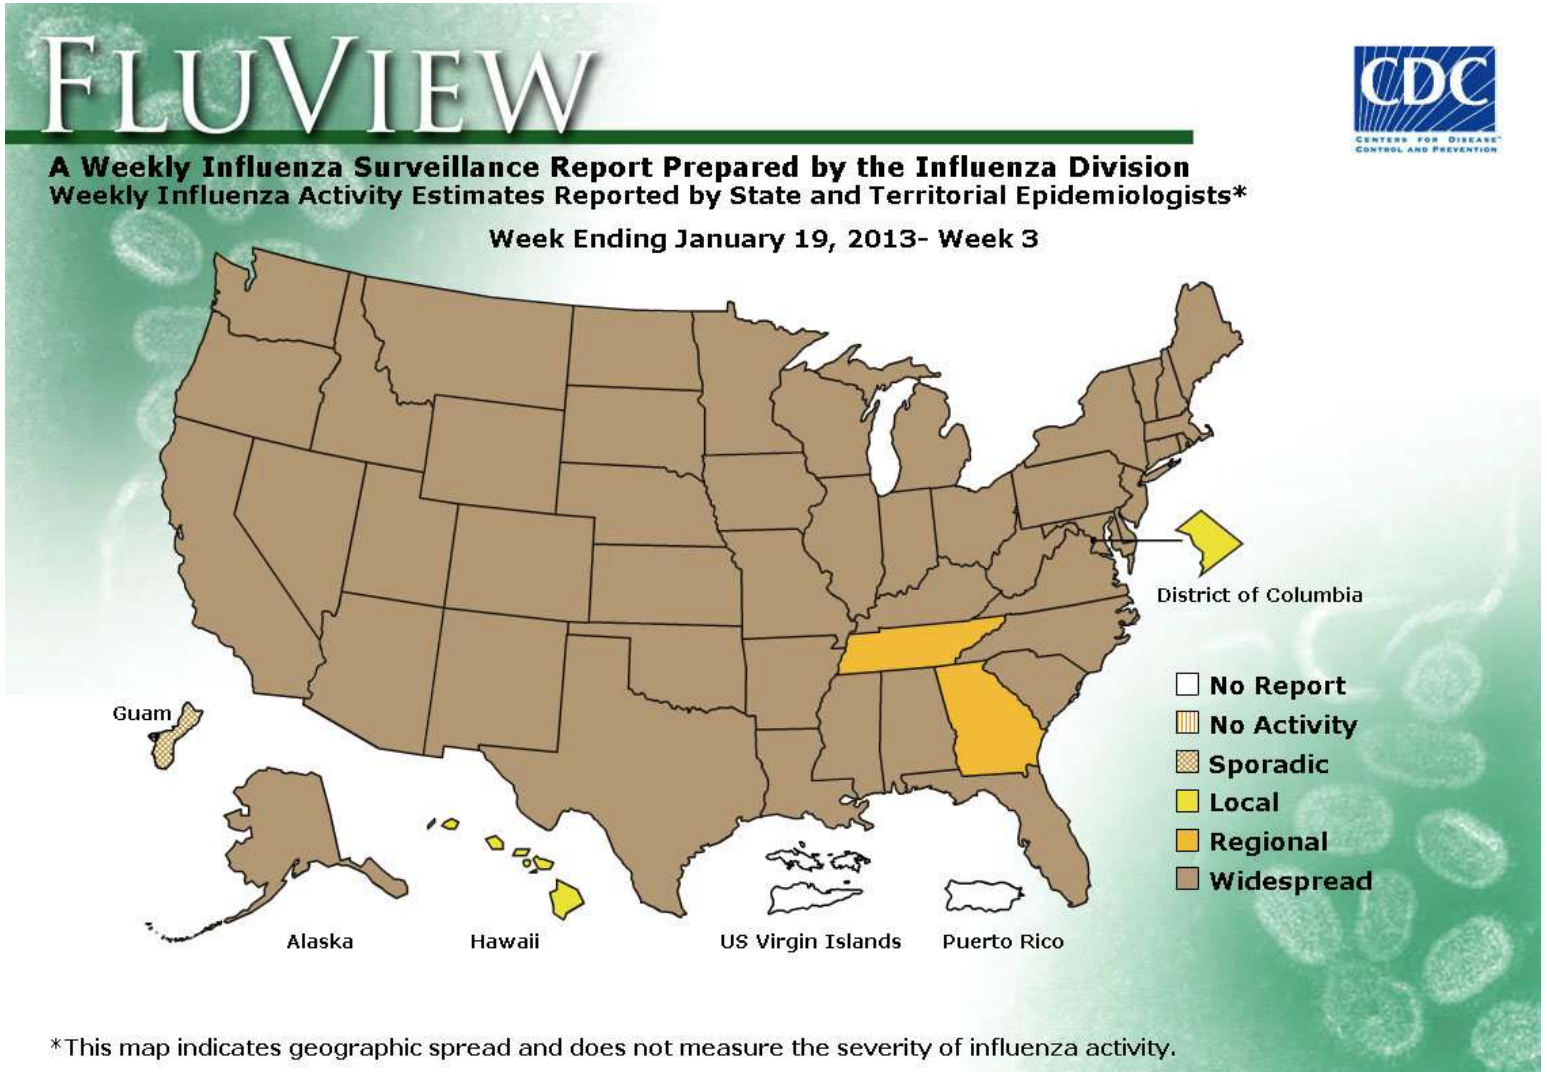 FLUVIEW
CDC
CENTERS FOR DISEASE™
CONTROL AND PREVENTION
A Weekly Influenza Surveillance Report Prepared by the Influenza Division
Weekly Influenza Activity Estimates Reported by State and Territorial Epidemiologists*
Week Ending January 19, 2013- Week 3
District of Columbia
No Report
Guam
No Activity
Sporadic
Local
Regional
Widespread
Alaska
Hawaii
US Virgin Islands
Puerto Rico
*This map indicates geographic spread and does not measure the severity of influenza activity.